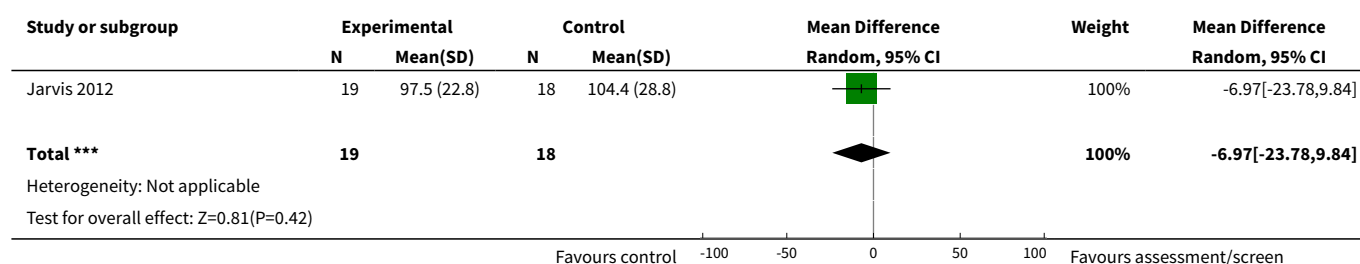 Study or subgroup Experimental Control Mean Difference Weight Mean Difference
N Mean(SD) N Mean(SD) Random, 95% CI Random, 95% CI
Jarvis 2012 19 97.5 (22.8) 18 104.4 (28.8) 100% -6.97[-23.78,9.84]
Total *** 19 18 100% -6.97[-23.78,9.84]
Heterogeneity: Not applicable
Test for overall effect: Z=0.81(P=0.42)
Favours control -100 -50 0 50 100 Favours assessment/screen